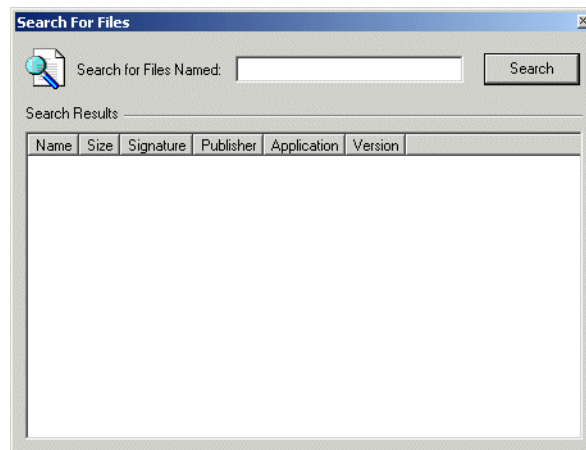 Search For Files
Search for Files Named:
Search
Search Results
Name Size Signature Publisher Application Version